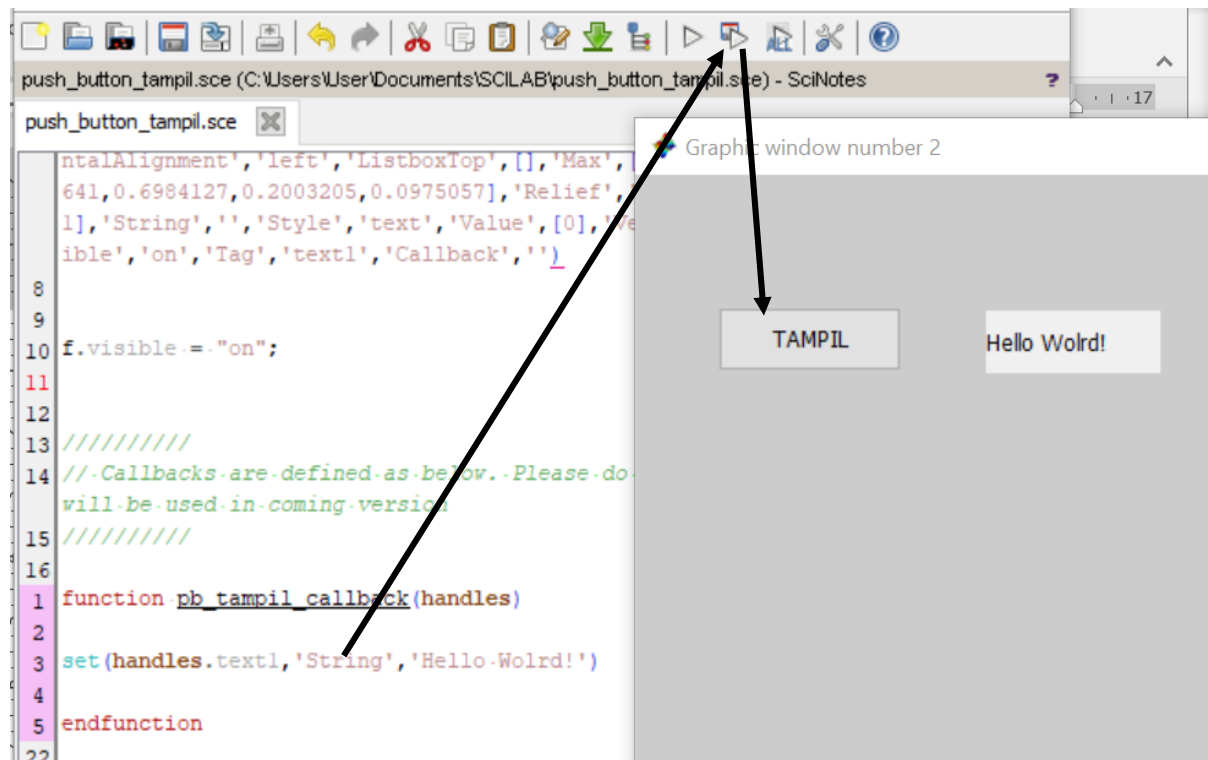 ALL
push_button_tampil.sce (C:\Users\User\Documents\SCILAB\push_button_tampil.sce) - SciNotes ?
· ı · 17
push_button_tampil.sce
Graphic window number 2
ntalAlignment','left','ListboxTop',[],'Max',[
641,0.6984127,0.2003205,0.0975057],'Relief',
1],'String','','Style','text','Value',[0],'Ve
ible','on','Tag','text1','Callback','')
8
9
10 f.visible = "on";
11
12
13 //////////
14 // Callbacks are defined as below. Please do
will be used in coming version
15 //////////
16
1 function pb_tampil_callback(handles)
2
3 set(handles.text1,'String','Hello Wolrd!')
4
5 endfunction
22
TAMPIL
Hello Wolrd!